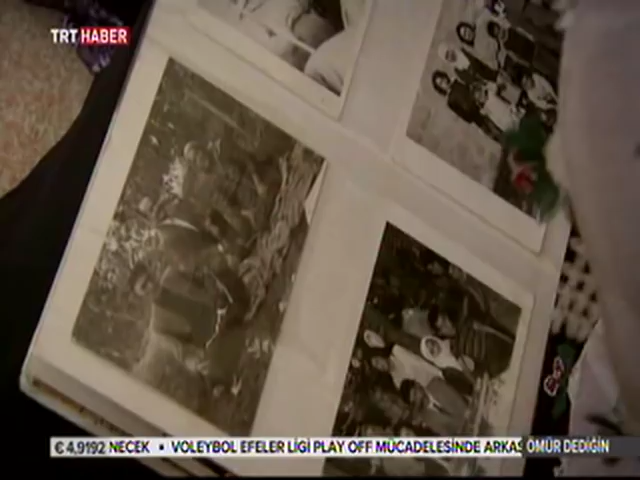 TRT HABER
€ 4,9192 NECEK ▪ VOLEYBOL EFELER LİGİ PLAY OFF MÜCADELESİNDE ARKAS ÖMÜR DEDİĞİN